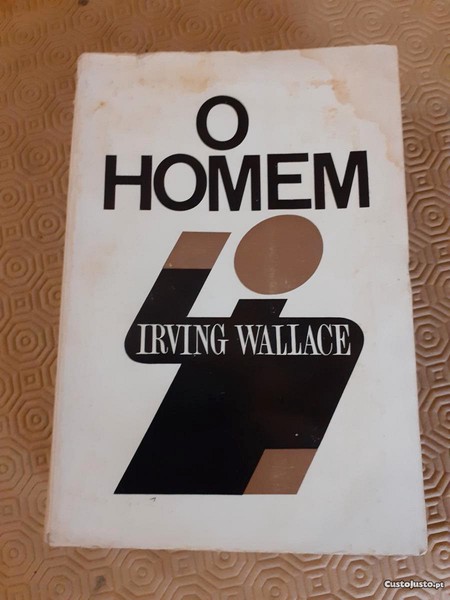 O
HOMEM
IRVING WALLACE
CustoJusto.pt